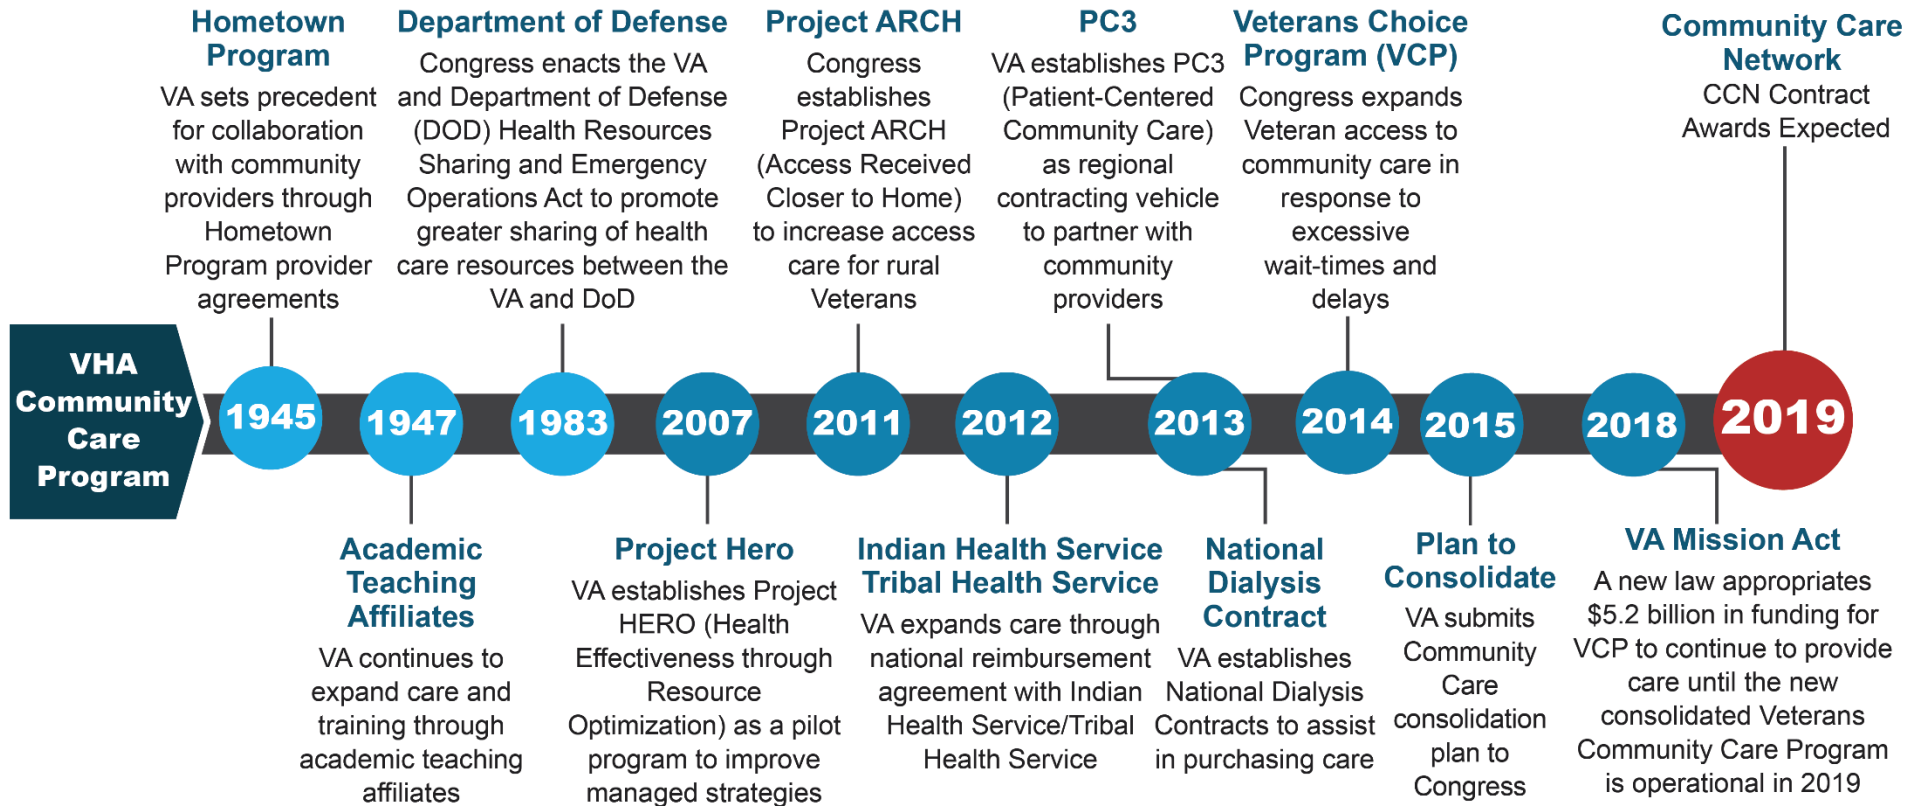 Hometown
Program
VA sets precedent
for collaboration
with community
providers through
Hometown
Program provider
agreements
Department of Defense
Congress enacts the VA
and Department of Defense
(DOD) Health Resources
Sharing and Emergency
Operations Act to promote
greater sharing of health
care resources between the
VA and DoD
Project ARCH
Congress
establishes
Project ARCH
(Access Received
Closer to Home)
to increase access
care for rural
Veterans
PC3
VA establishes PC3
(Patient-Centered
Community Care)
as regional
contracting vehicle
to partner with
community
providers
Veterans Choice
Program (VCP)
Congress expands
Veteran access to
community care in
response to
excessive
wait-times and
delays
Community Care
Network
CCN Contract
Awards Expected
VHA
Community
Care
Program
1945
1947
1983
2007
2011
2012
2013
2014
2015
2018
2019
Academic
Teaching
Affiliates
VA continues to
expand care and
training through
academic teaching
affiliates
Project Hero
VA establishes Project
HERO (Health
Effectiveness through
Resource
Optimization) as a pilot
program to improve
managed strategies
Indian Health Service
Tribal Health Service
VA expands care through
national reimbursement
agreement with Indian
Health Service/Tribal
Health Service
National
Dialysis
Contract
VA establishes
National Dialysis
Contracts to assist
in purchasing care
Plan to
Consolidate
VA submits
Community
Care
consolidation
plan to
Congress
VA Mission Act
A new law appropriates
$5.2 billion in funding for
VCP to continue to provide
care until the new
consolidated Veterans
Community Care Program
is operational in 2019